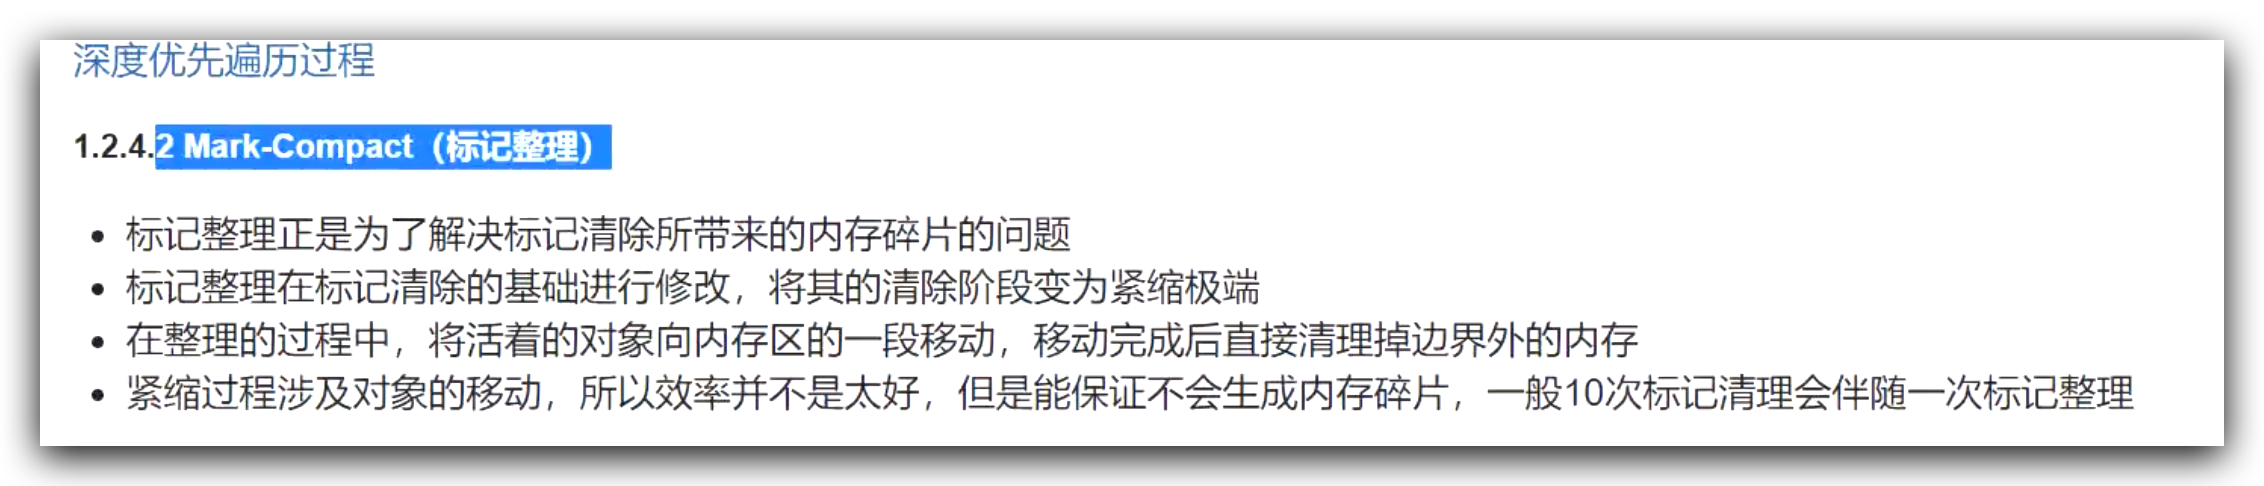 深度优先遍历过程
1.2.4.2 Mark-Compact（标记整理）
• 标记整理正是为了解决标记清除所带来的内存碎片的问题
• 标记整理在标记清除的基础进行修改，将其的清除阶段变为紧缩极端
• 在整理的过程中，将活着的对象向内存区的一段移动，移动完成后直接清理掉边界外的内存
• 紧缩过程涉及对象的移动，所以效率并不是太好，但是能保证不会生成内存碎片，一般10次标记清理会伴随一次标记整理